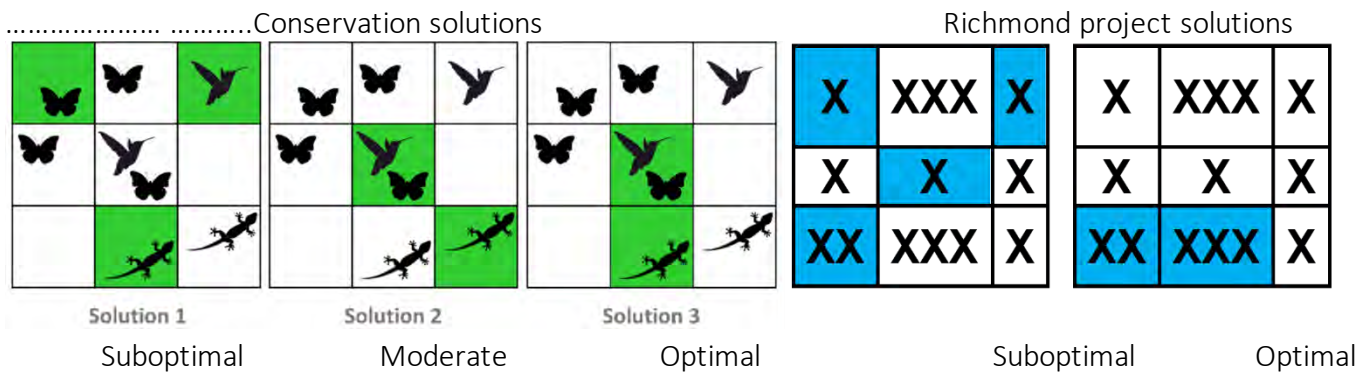 ………………… ………..Conservation solutions Richmond project solutions
X XXX X X XXX X
X X X X X X
XX XXX X XX XXX X
Solution 1 Solution 2 Solution 3
Suboptimal Moderate Optimal Suboptimal Optimal